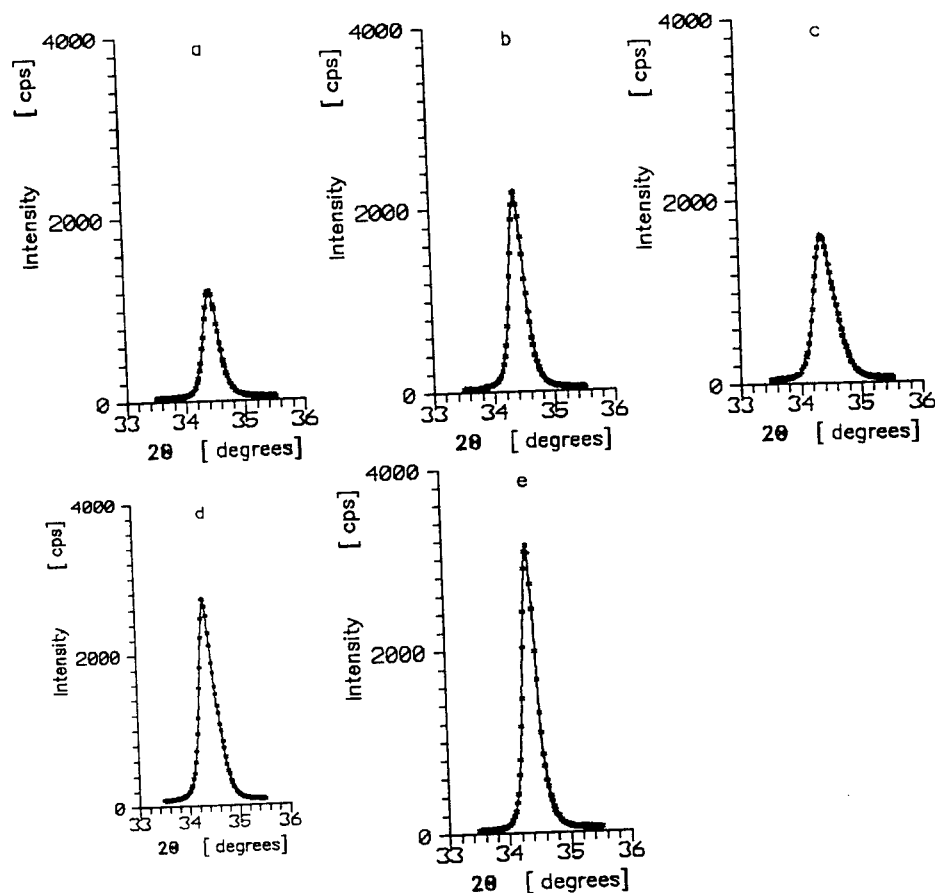 a
4000
[ cps]
2000
Intensity
0
33 34 35 36
2θ [ degrees]
b
4000
[ cps]
2000
Intensity
0
33 34 35 36
2θ [ degrees]
c
4000
[ cps]
2000
Intensity
0
33 34 35 36
2θ [ degrees]
d
4000
[ cps]
2000
Intensity
0
33 34 35 36
2θ [ degrees]
e
4000
[ cps]
2000
Intensity
0
33 34 35 36
2θ [ degrees]